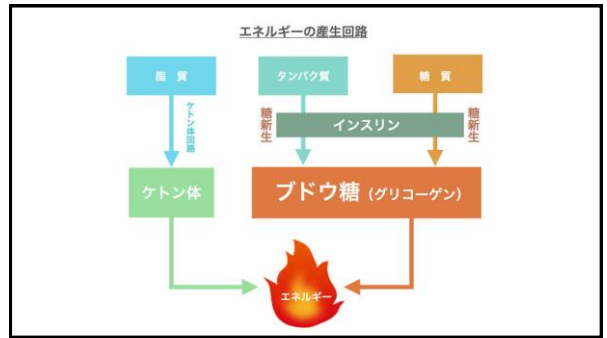 エネルギーの産生回路
脂 質
タンパク質
糖 質
ケトン体回路
糖新生
インスリン
糖新生
ケトン体
ブドウ糖（グリコーゲン）
エネルギー